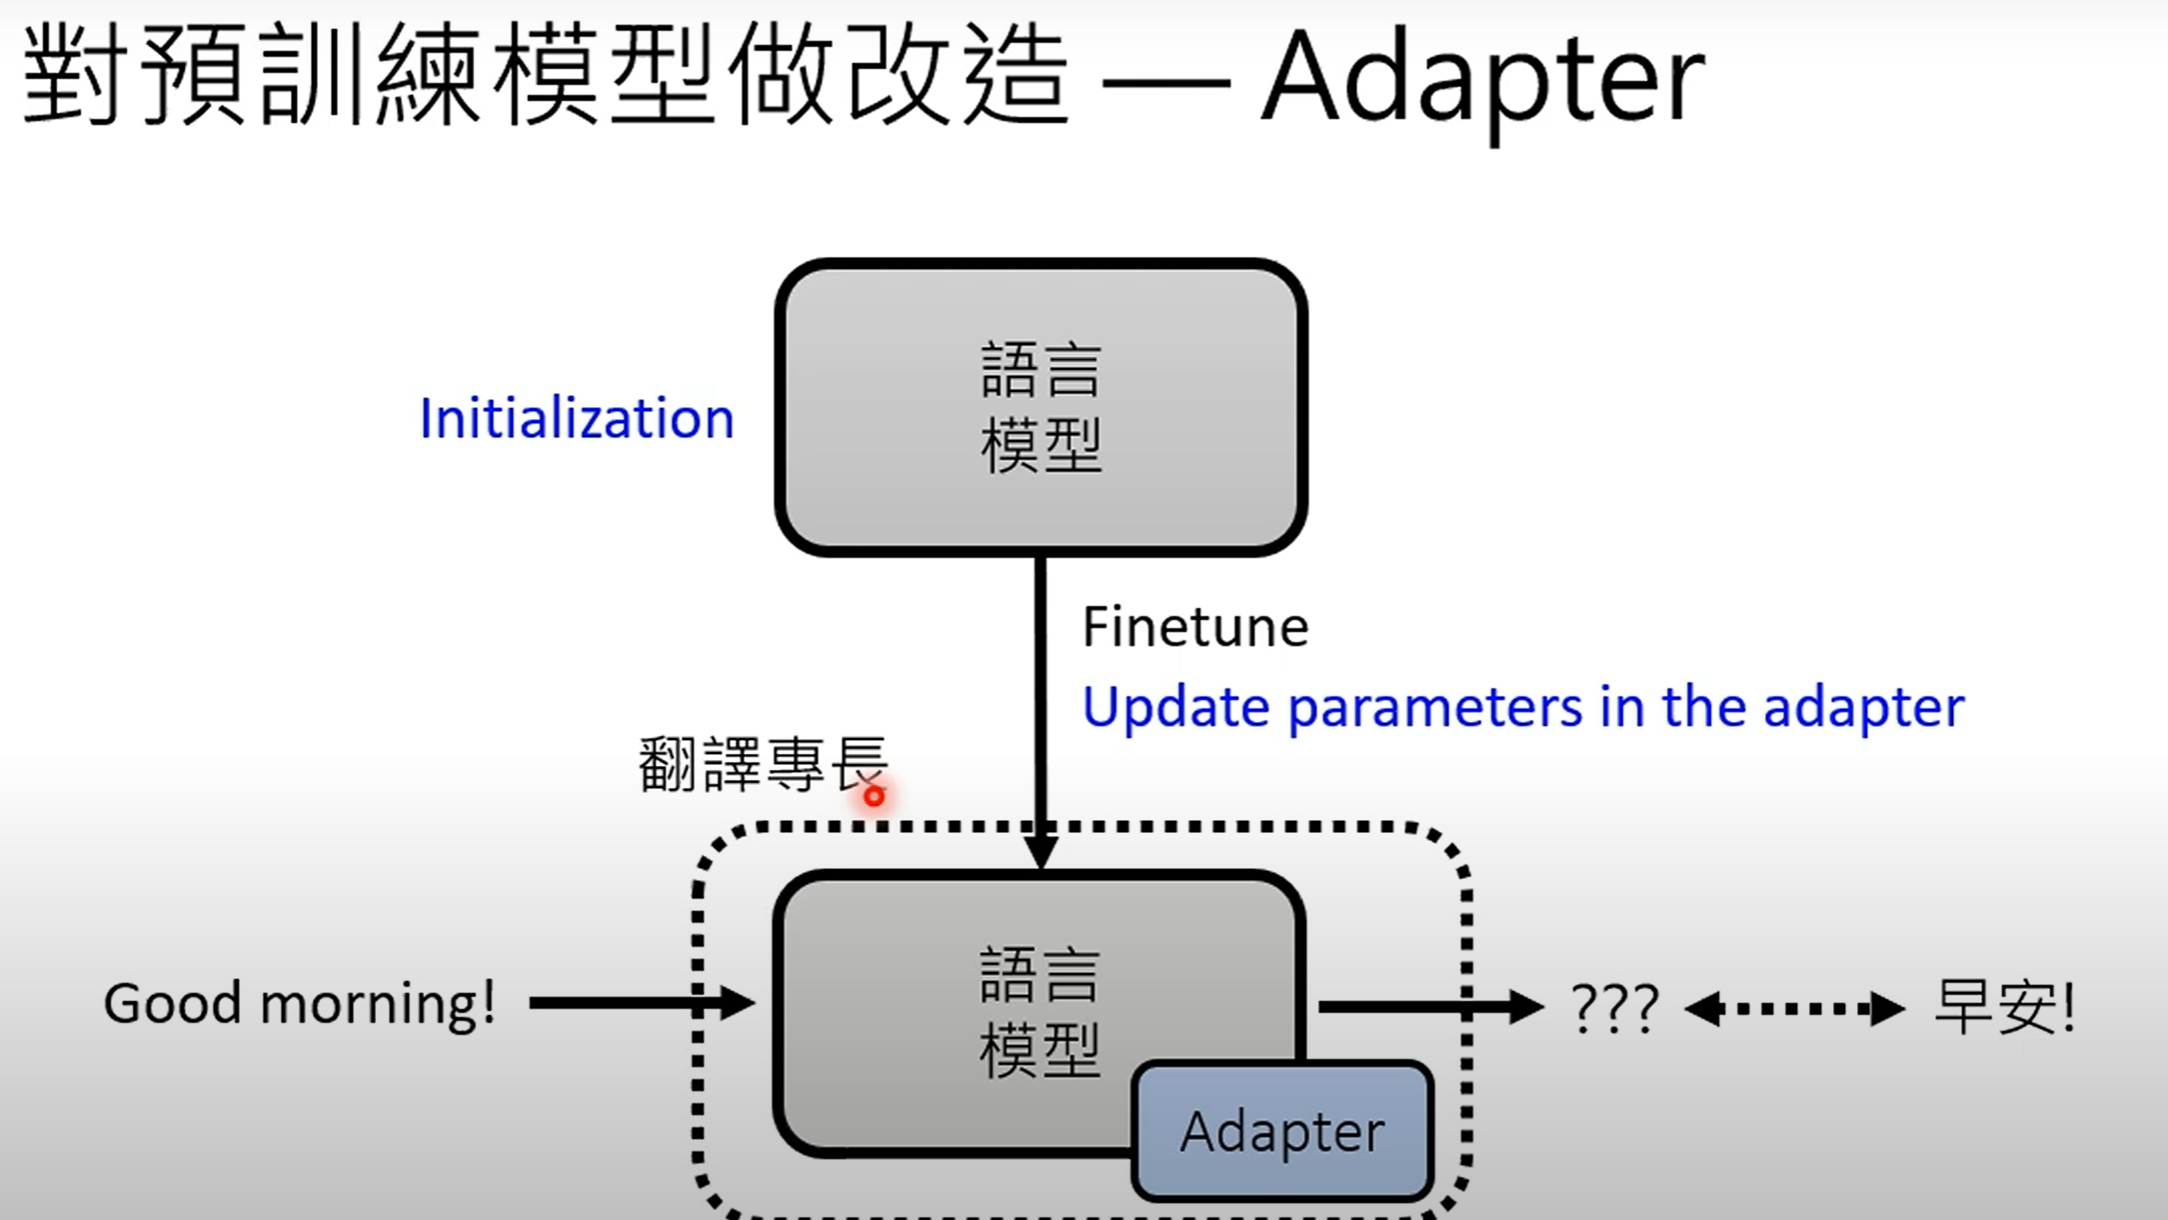 對預訓練模型做改造 — Adapter
語言
模型
Initialization
Finetune
Update parameters in the adapter
翻譯專長
Good morning!
語言
模型
Adapter
???
早安!